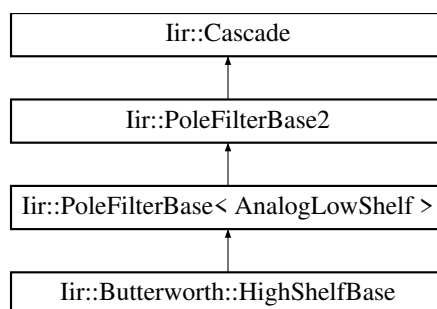 Iir::Cascade
Iir::PoleFilterBase2
Iir::PoleFilterBase< AnalogLowShelf >
Iir::Butterworth::HighShelfBase